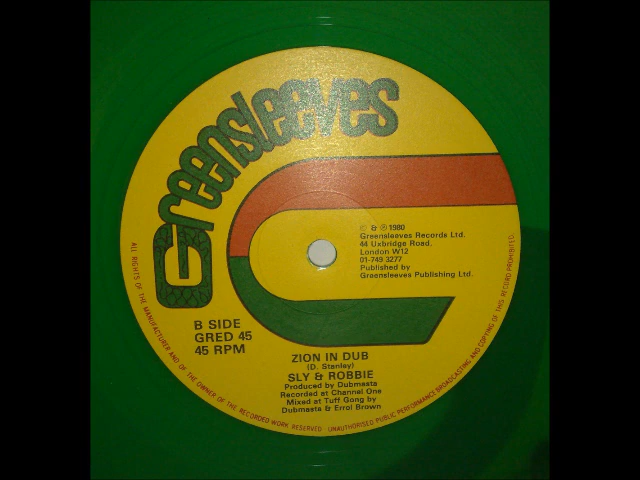 Greensleeves
© & ℗ 1980
Greensleeves Records Ltd.
44 Uxbridge Road,
London W12
01-749 3277
Published by
Greensleeves Publishing Ltd.
B SIDE
GRED 45
45 RPM
ZION IN DUB
(D. Stanley)
SLY & ROBBIE
Produced by Dubmasta
Recorded at Channel One
Mixed at Tuff Gong by
Dubmasta & Errol Brown
ALL RIGHTS OF THE MANUFACTURER AND OF THE OWNER OF THE RECORDED WORK RESERVED - UNAUTHORISED PUBLIC PERFORMANCE BROADCASTING AND COPYING OF THIS RECORD PROHIBITED.